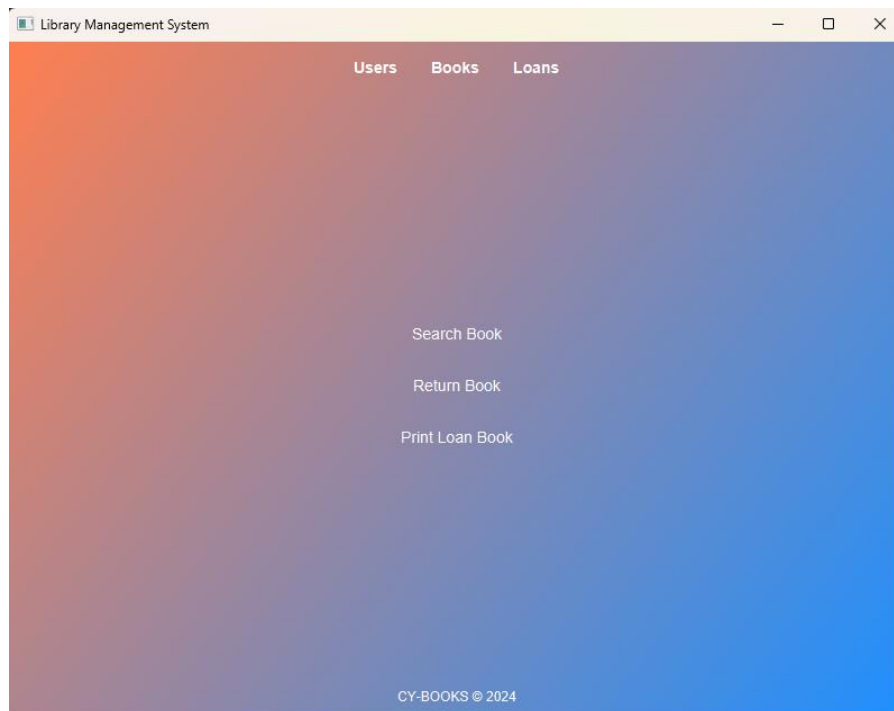 Library Management System
Users Books Loans
Search Book
Return Book
Print Loan Book
CY-BOOKS © 2024